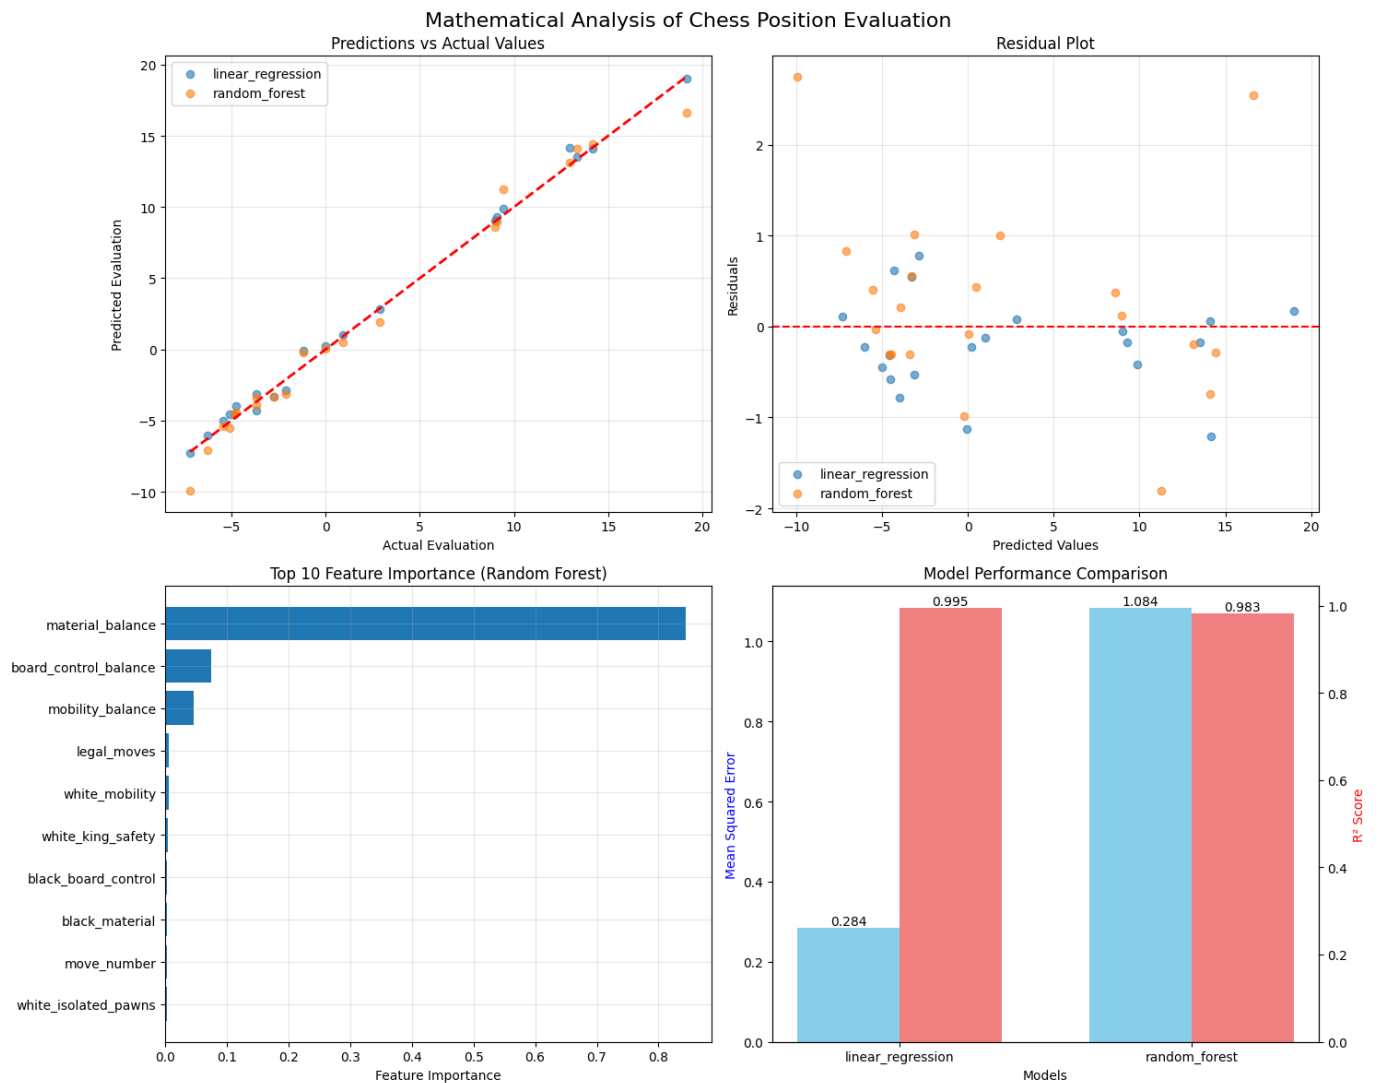 Mathematical Analysis of Chess Position Evaluation
Predictions vs Actual Values
linear_regression
random_forest
20
15
10
5
0
−5
−10
Predicted Evaluation
−5
0
5
10
15
20
Actual Evaluation
Residual Plot
2
1
0
−1
−2
Residuals
linear_regression
random_forest
−10
−5
0
5
10
15
20
Predicted Values
Top 10 Feature Importance (Random Forest)
material_balance
board_control_balance
mobility_balance
legal_moves
white_mobility
white_king_safety
black_board_control
black_material
move_number
white_isolated_pawns
0.0
0.1
0.2
0.3
0.4
0.5
0.6
0.7
0.8
Feature Importance
Model Performance Comparison
0.995
1.084
0.983
0.284
1.0
0.8
0.6
0.4
0.2
0.0
Mean Squared Error
1.0
0.8
0.6
0.4
0.2
0.0
R² Score
linear_regression
random_forest
Models